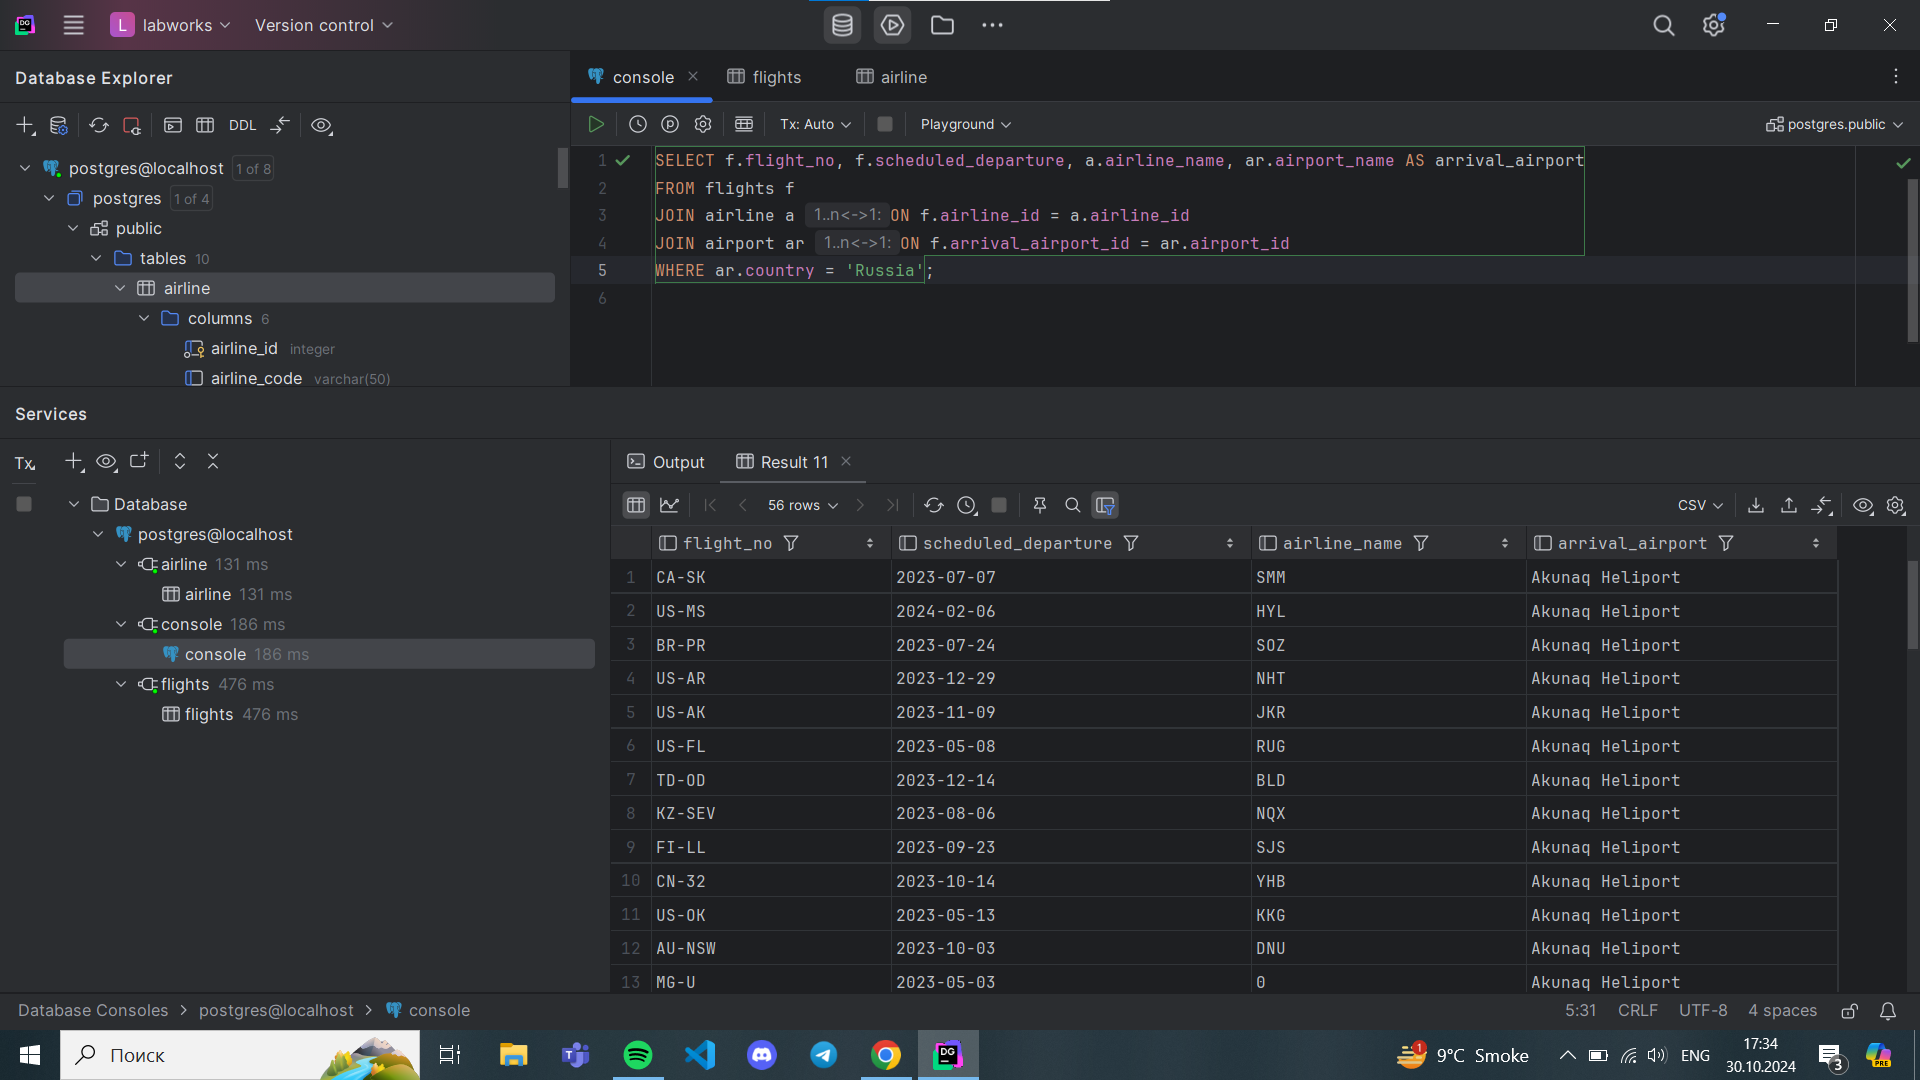 L labworks Version control
Database Explorer
console flights airline
DDL
Tx: Auto Playground postgres.public
postgres@localhost 1 of 8
postgres 1 of 4
public
tables 10
airline
columns 6
airline_id integer
airline_code varchar(50)
1 SELECT f.flight_no, f.scheduled_departure, a.airline_name, ar.airport_name AS arrival_airport
2 FROM flights f
3 JOIN airline a 1..n<->1: ON f.airline_id = a.airline_id
4 JOIN airport ar 1..n<->1: ON f.arrival_airport_id = ar.airport_id
5 WHERE ar.country = 'Russia';
6
Services
Tx
Database
postgres@localhost
airline 131 ms
airline 131 ms
console 186 ms
console 186 ms
flights 476 ms
flights 476 ms
Output Result 11
56 rows CSV
flight_no scheduled_departure airline_name arrival_airport
1 CA-SK 2023-07-07 SMM Akunaq Heliport
2 US-MS 2024-02-06 HYL Akunaq Heliport
3 BR-PR 2023-07-24 SOZ Akunaq Heliport
4 US-AR 2023-12-29 NHT Akunaq Heliport
5 US-AK 2023-11-09 JKR Akunaq Heliport
6 US-FL 2023-05-08 RUG Akunaq Heliport
7 TD-OD 2023-12-14 BLD Akunaq Heliport
8 KZ-SEV 2023-08-06 NQX Akunaq Heliport
9 FI-LL 2023-09-23 SJS Akunaq Heliport
10 CN-32 2023-10-14 YHB Akunaq Heliport
11 US-OK 2023-05-13 KKG Akunaq Heliport
12 AU-NSW 2023-10-03 DNU Akunaq Heliport
13 MG-U 2023-05-03 0 Akunaq Heliport
Database Consoles postgres@localhost console
5:31 CRLF UTF-8 4 spaces
Поиск
1 9°C Smoke ENG
17:34
30.10.2024
3
PRE
DG